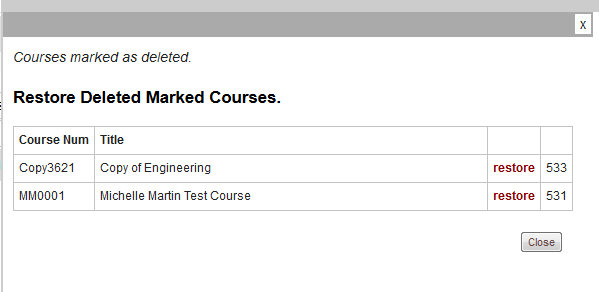 X
Courses marked as deleted.
Restore Deleted Marked Courses.
Course Num Title
Copy3621 Copy of Engineering restore 533
MM0001 Michelle Martin Test Course restore 531
Close